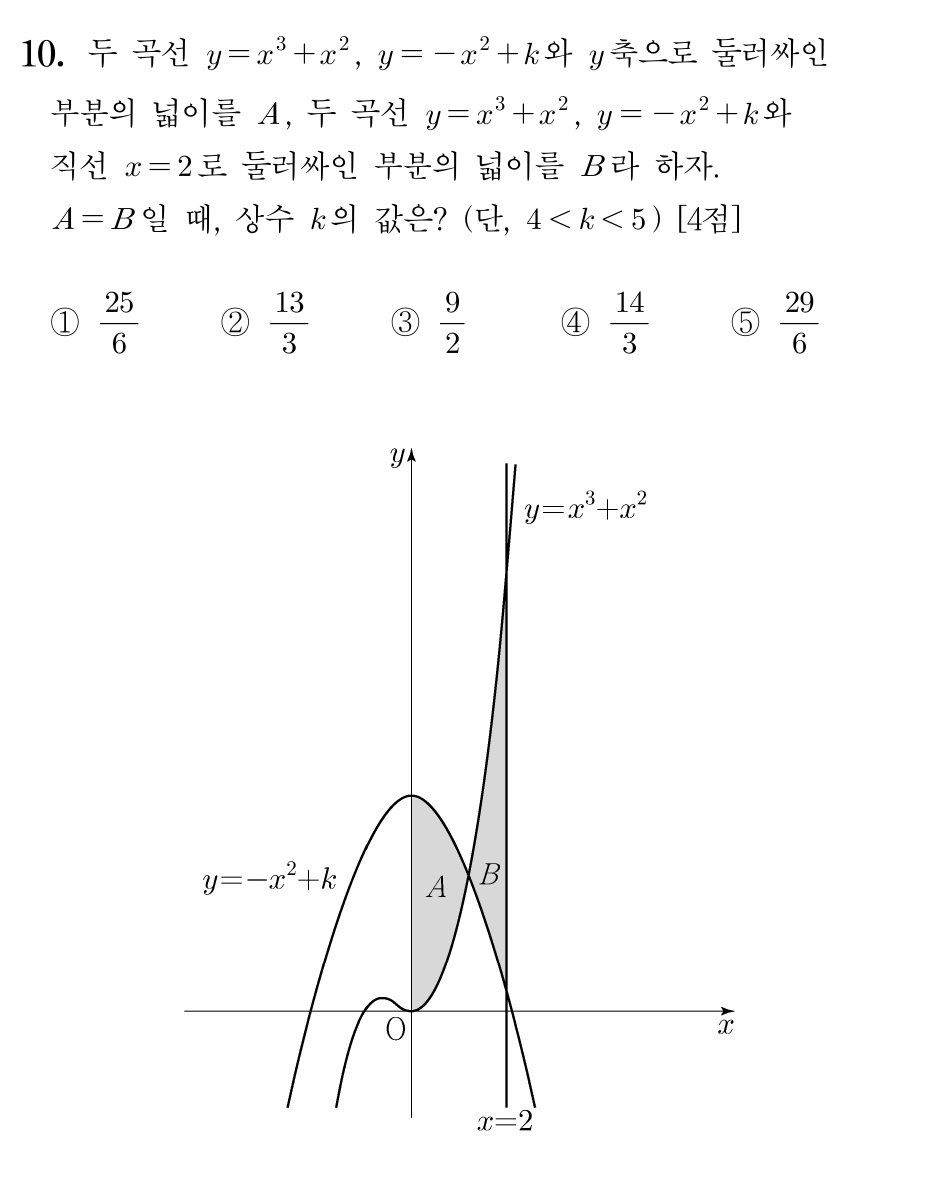 10. 두 곡선 y=x³+x², y=−x²+k와 y축으로 둘러싸인
부분의 넓이를 A, 두 곡선 y=x³+x², y=−x²+k와
직선 x=2로 둘러싸인 부분의 넓이를 B라 하자.
A=B일 때, 상수 k의 값은? (단, 4<k<5) [4점]
① 25/6 ② 13/3 ③ 9/2 ④ 14/3 ⑤ 29/6
y
y=x³+x²
y=−x²+k
A
B
O
x
x=2